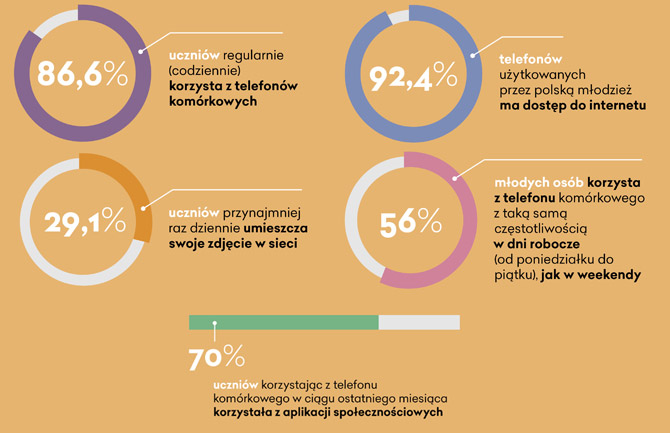 86,6%
uczniów regularnie
(codziennie)
korzysta z telefonów
komórkowych
92,4%
telefonów
użytkowanych
przez polską młodzież
ma dostęp do internetu
29,1%
uczniów przynajmniej
raz dziennie umieszcza
swoje zdjęcie w sieci
56%
młodych osób korzysta
z telefonu komórkowego
z taką samą
częstotliwością
w dni robocze
(od poniedziałku do
piątku), jak w weekendy
70%
uczniów korzystając z telefonu
komórkowego w ciągu ostatniego miesiąca
korzystała z aplikacji społecznościowych